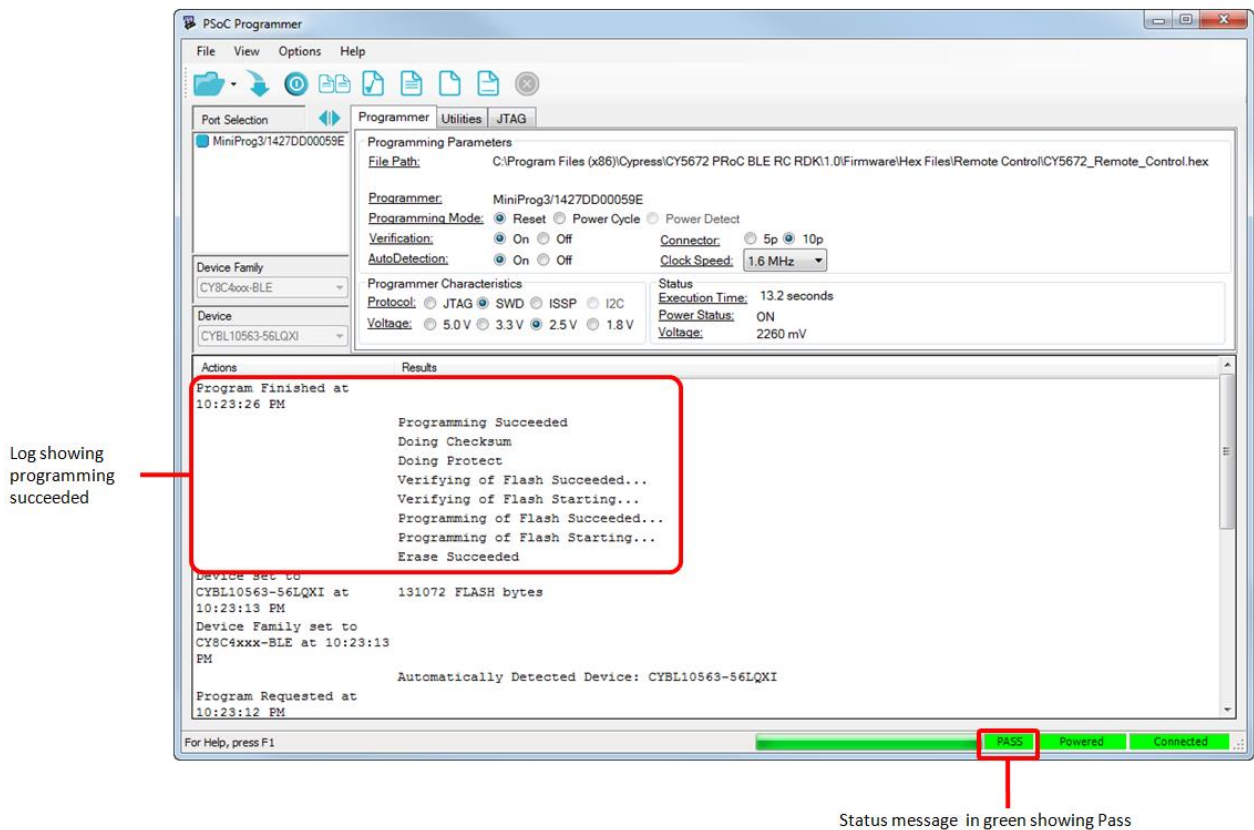 PSoC Programmer
File View Options Help
Port Selection
MiniProg3/1427DD00059E
Device Family
CY8C4xxx-BLE
Device
CYBL10563-56LQXI
Programmer Utilities JTAG
Programming Parameters
File Path: C:\Program Files (x86)\Cypress\CY5672 PRoC BLE RC RDK\1.0\Firmware\Hex Files\Remote Control\CY5672_Remote_Control.hex
Programmer: MiniProg3/1427DD00059E
Programming Mode: Reset Power Cycle Power Detect
Verification: On Off Connector: 5p 10p
AutoDetection: On Off Clock Speed: 1.6 MHz
Programmer Characteristics
Protocol: JTAG SWD ISSP I2C
Voltage: 5.0 V 3.3 V 2.5 V 1.8 V
Status
Execution Time: 13.2 seconds
Power Status: ON
Voltage: 2260 mV
Actions Results
Program Finished at
10:23:26 PM
Programming Succeeded
Doing Checksum
Doing Protect
Verifying of Flash Succeeded...
Verifying of Flash Starting...
Programming of Flash Succeeded...
Programming of Flash Starting...
Erase Succeeded
Device set to
CYBL10563-56LQXI at 131072 FLASH bytes
10:23:13 PM
Device Family set to
CY8C4xxx-BLE at 10:23:13
PM
Automatically Detected Device: CYBL10563-56LQXI
Program Requested at
10:23:12 PM
For Help, press F1
PASS Powered Connected
Log showing
programming
succeeded
Status message in green showing Pass